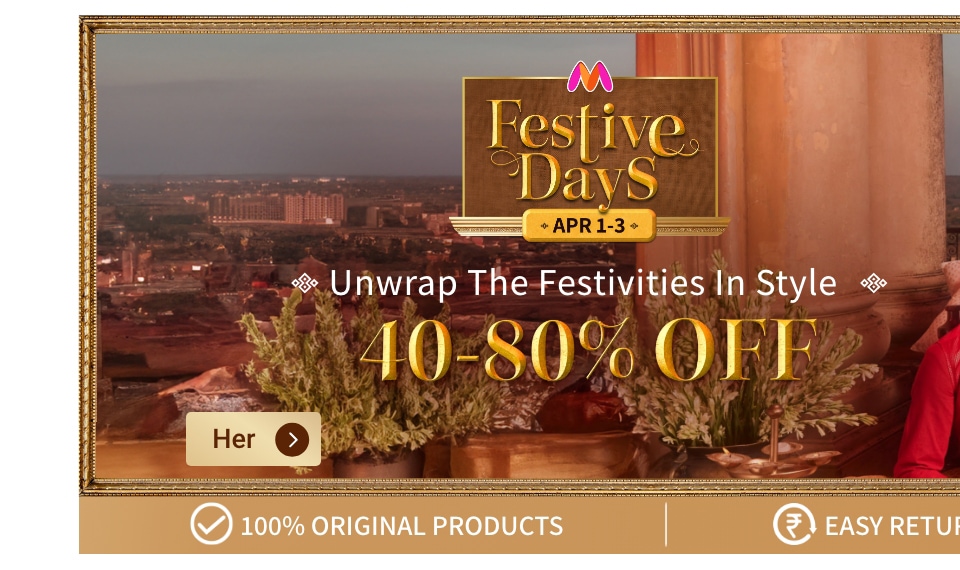 Festive
Days
APR 1-3
Unwrap The Festivities In Style
40-80% OFF
Her
100% ORIGINAL PRODUCTS
EASY RETUR